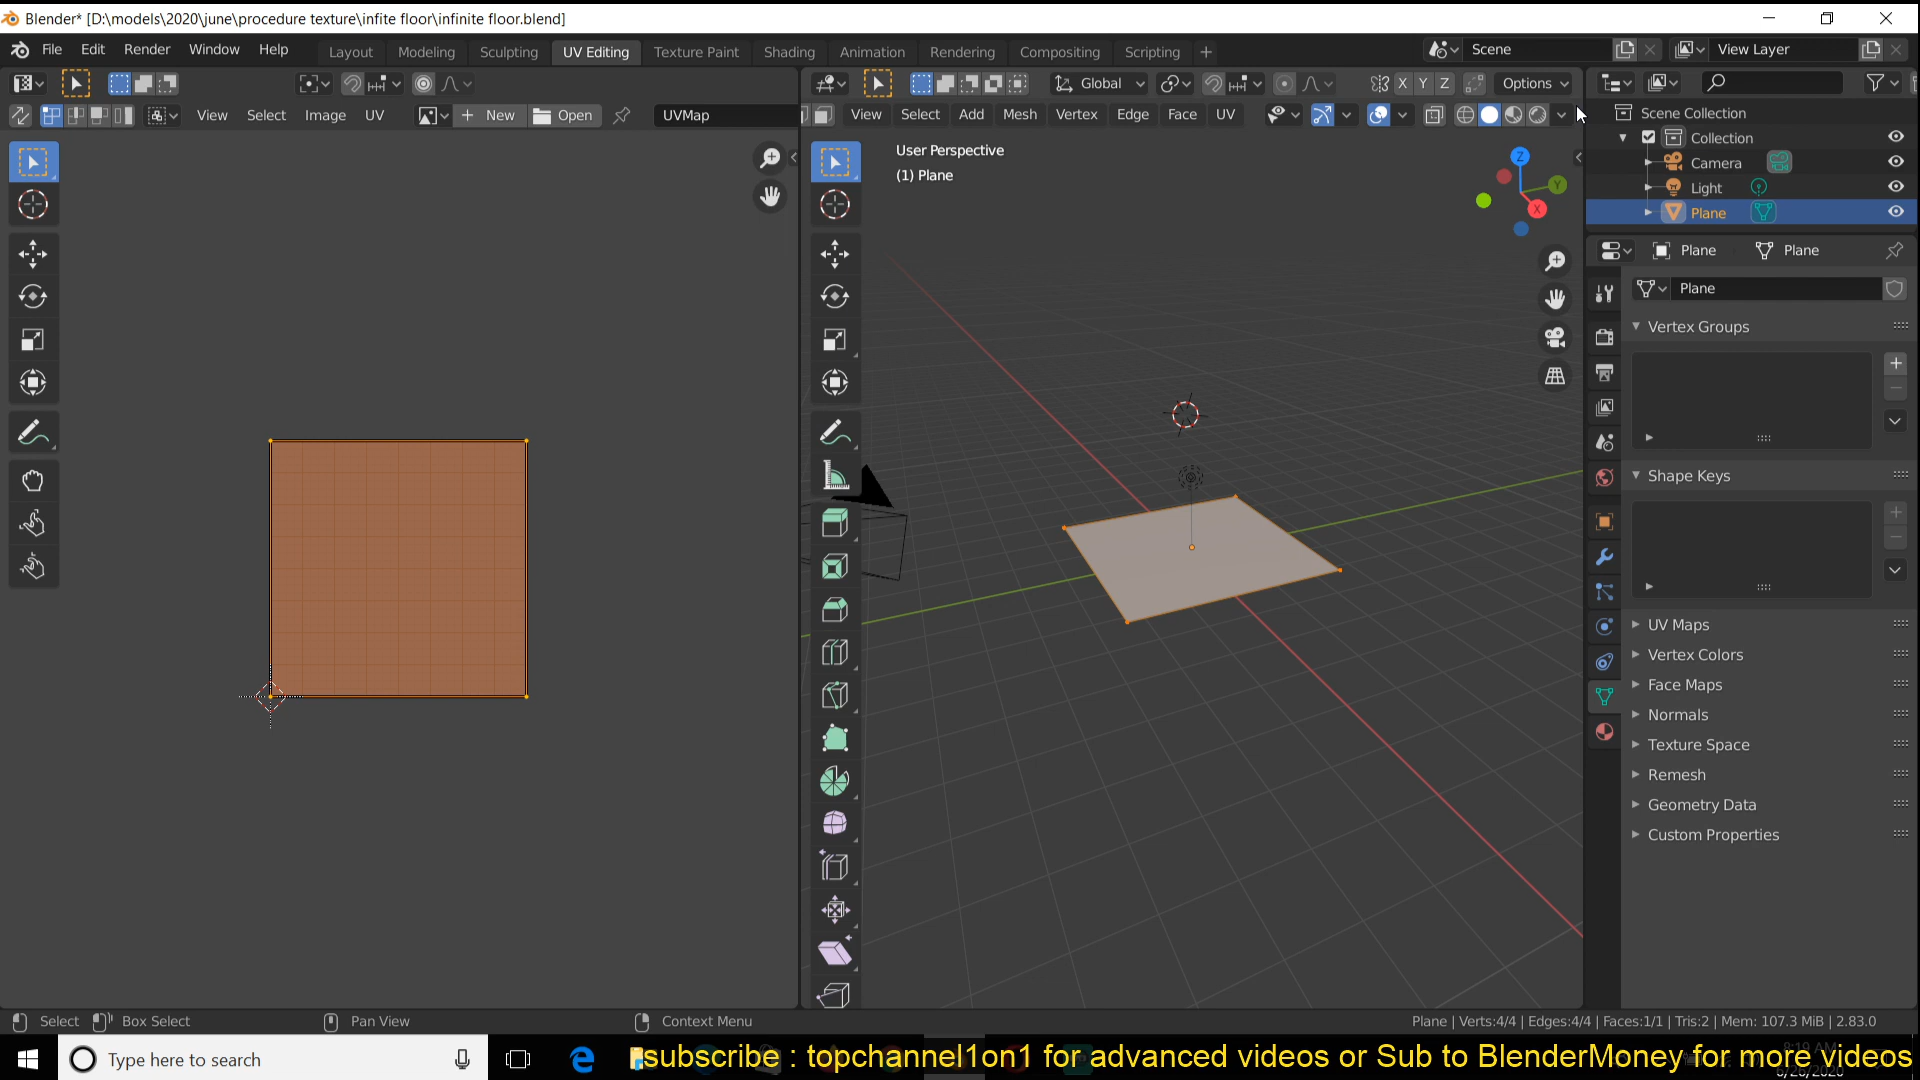 Blender* [D:\models\2020\june\procedure texture\infite floor\infinite floor.blend]
File Edit Render Window Help Layout Modeling Sculpting UV Editing Texture Paint Shading Animation Rendering Compositing Scripting + Scene View Layer
Global X Y Z Options
View Select Image UV + New Open UVMap View Select Add Mesh Vertex Edge Face UV
Scene Collection
Collection
Camera
Light
Plane
User Perspective
(1) Plane
Z
Y
X
Plane Plane
Plane
Vertex Groups
Shape Keys
UV Maps
Vertex Colors
Face Maps
Normals
Texture Space
Remesh
Geometry Data
Custom Properties
Select Box Select Pan View Context Menu Plane | Verts:4/4 | Edges:4/4 | Faces:1/1 | Tris:2 | Mem: 107.3 MiB | 2.83.0
Type here to search
subscribe : topchannel1on1 for advanced videos or Sub to BlenderMoney for more videos